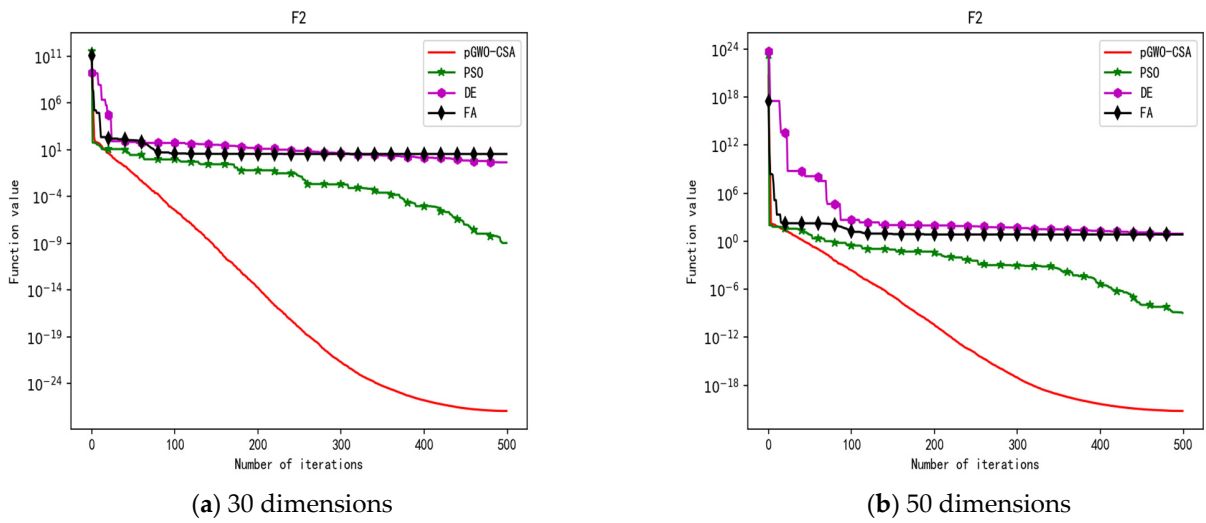 F2
Function value
10^11
10^6
10^1
10^-4
10^-9
10^-14
10^-19
10^-24
pGWO-CSA
PSO
DE
FA
0 100 200 300 400 500
Number of iterations
(a) 30 dimensions
F2
Function value
10^24
10^18
10^12
10^6
10^0
10^-6
10^-12
10^-18
pGWO-CSA
PSO
DE
FA
0 100 200 300 400 500
Number of iterations
(b) 50 dimensions